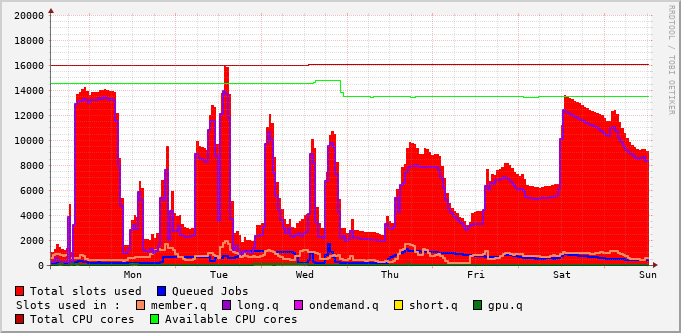 RRDTOOL / TOBI OETIKER
20000
18000
16000
14000
12000
10000
8000
6000
4000
2000
0
Mon Tue Wed Thu Fri Sat Sun
Total slots used Queued Jobs
Slots used in : member.q long.q ondemand.q short.q gpu.q
Total CPU cores Available CPU cores